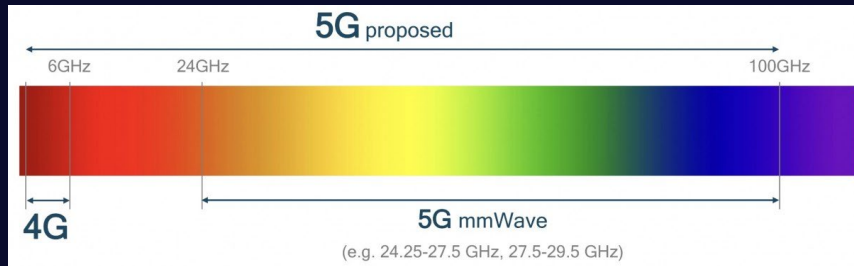 5G proposed
6GHz 24GHz 100GHz
4G
5G mmWave
(e.g. 24.25-27.5 GHz, 27.5-29.5 GHz)